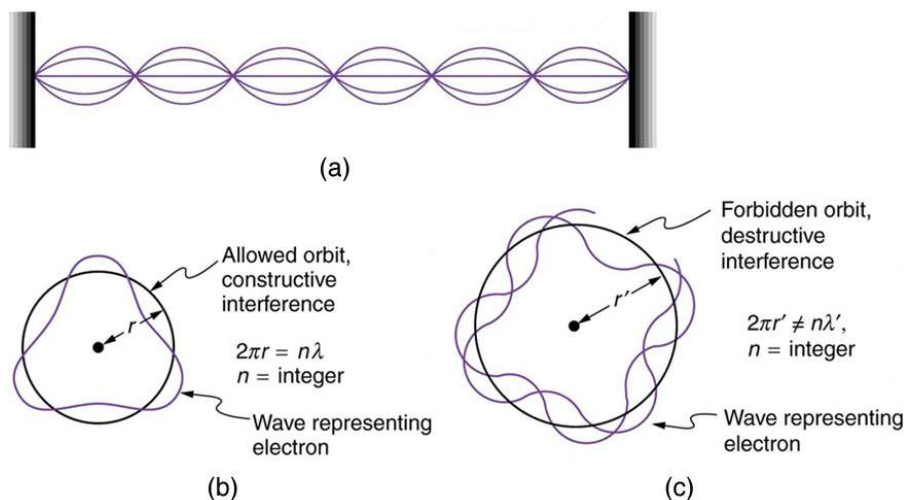 (a)
Allowed orbit,
constructive
interference
r
2πr = nλ
n = integer
Wave representing
electron
(b)
Forbidden orbit,
destructive
interference
r′
2πr′ ≠ nλ′,
n = integer
Wave representing
electron
(c)